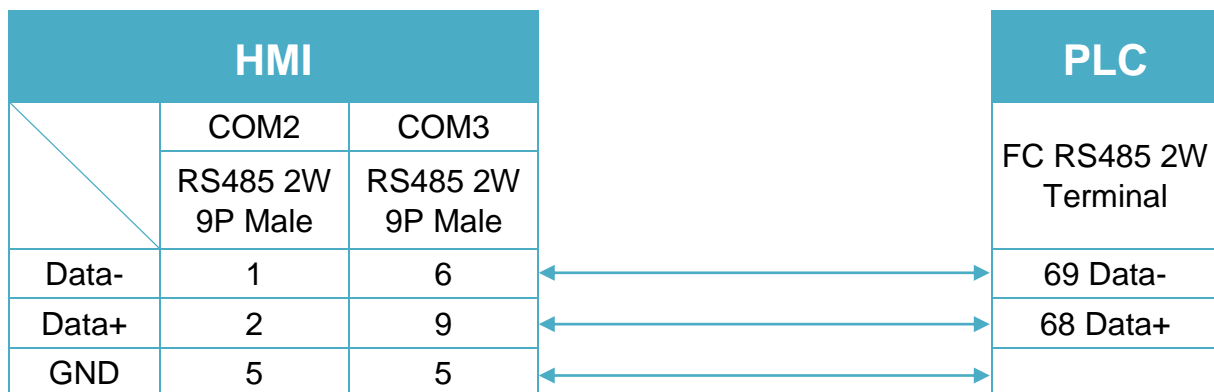 HMI
PLC
COM2
COM3
RS485 2W
9P Male
RS485 2W
9P Male
FC RS485 2W
Terminal
Data-
1
6
69 Data-
Data+
2
9
68 Data+
GND
5
5